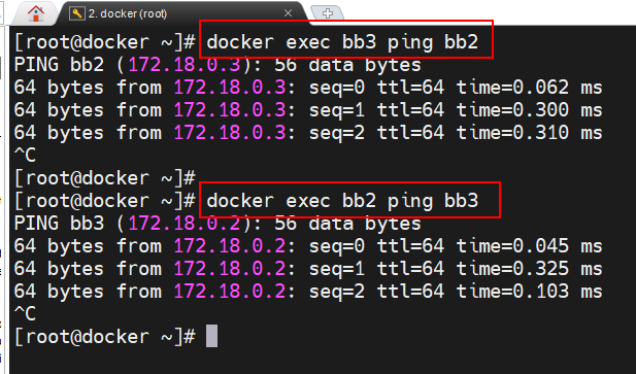 2. docker (root)
[root@docker ~]# docker exec bb3 ping bb2
PING bb2 (172.18.0.3): 56 data bytes
64 bytes from 172.18.0.3: seq=0 ttl=64 time=0.062 ms
64 bytes from 172.18.0.3: seq=1 ttl=64 time=0.300 ms
64 bytes from 172.18.0.3: seq=2 ttl=64 time=0.310 ms
^C
[root@docker ~]#
[root@docker ~]# docker exec bb2 ping bb3
PING bb3 (172.18.0.2): 56 data bytes
64 bytes from 172.18.0.2: seq=0 ttl=64 time=0.045 ms
64 bytes from 172.18.0.2: seq=1 ttl=64 time=0.325 ms
64 bytes from 172.18.0.2: seq=2 ttl=64 time=0.103 ms
^C
[root@docker ~]#